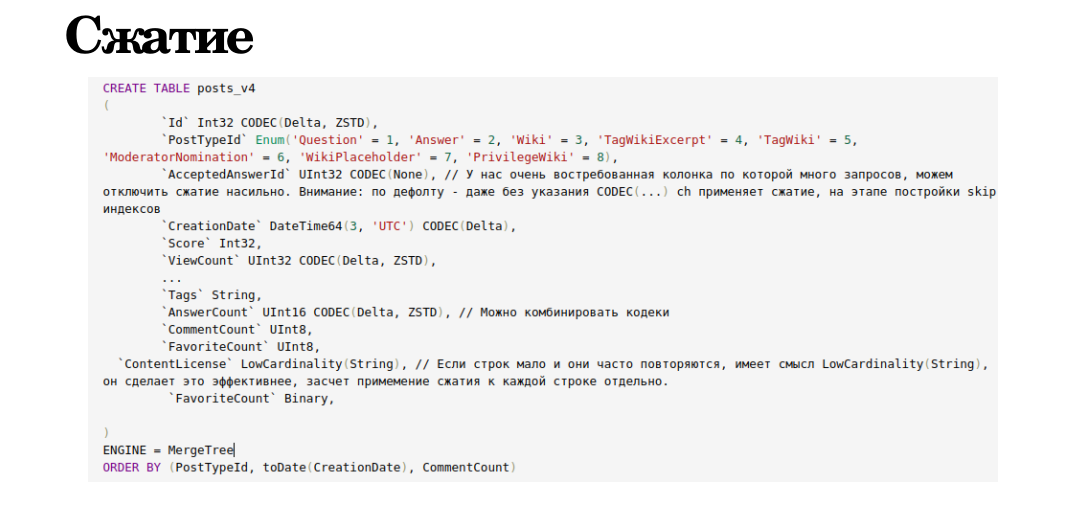 Сжатие
CREATE TABLE posts_v4
(
`Id` Int32 CODEC(Delta, ZSTD),
`PostTypeId` Enum('Question' = 1, 'Answer' = 2, 'Wiki' = 3, 'TagWikiExcerpt' = 4, 'TagWiki' = 5,
'ModeratorNomination' = 6, 'WikiPlaceholder' = 7, 'PrivilegeWiki' = 8),
`AcceptedAnswerId` UInt32 CODEC(None), // У нас очень востребованная колонка по которой много запросов, можем
отключить сжатие насильно. Внимание: по дефолту - даже без указания CODEC(...) ch применяет сжатие, на этапе постройки skip
индексов
`CreationDate` DateTime64(3, 'UTC') CODEC(Delta),
`Score` Int32,
`ViewCount` UInt32 CODEC(Delta, ZSTD),
...
`Tags` String,
`AnswerCount` UInt16 CODEC(Delta, ZSTD), // Можно комбинировать кодеки
`CommentCount` UInt8,
`FavoriteCount` UInt8,
`ContentLicense` LowCardinality(String), // Если строк мало и они часто повторяются, имеет смысл LowCardinality(String),
он сделает это эффективнее, засчет примемение сжатия к каждой строке отдельно.
`FavoriteCount` Binary,
)
ENGINE = MergeTree
ORDER BY (PostTypeId, toDate(CreationDate), CommentCount)